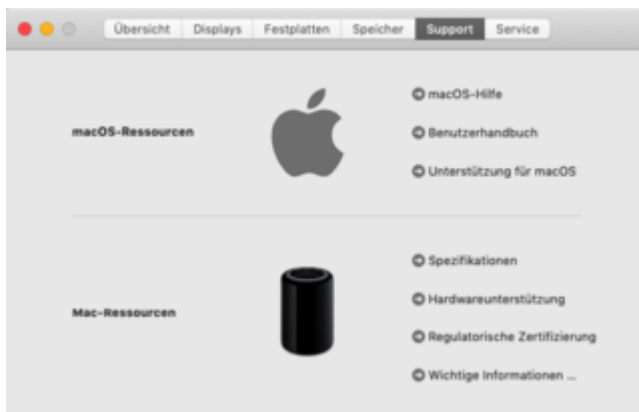 Übersicht Displays Festplatten Speicher Support Service
macOS-Ressourcen
macOS-Hilfe
Benutzerhandbuch
Unterstützung für macOS
Mac-Ressourcen
Spezifikationen
Hardwareunterstützung
Regulatorische Zertifizierung
Wichtige Informationen ...